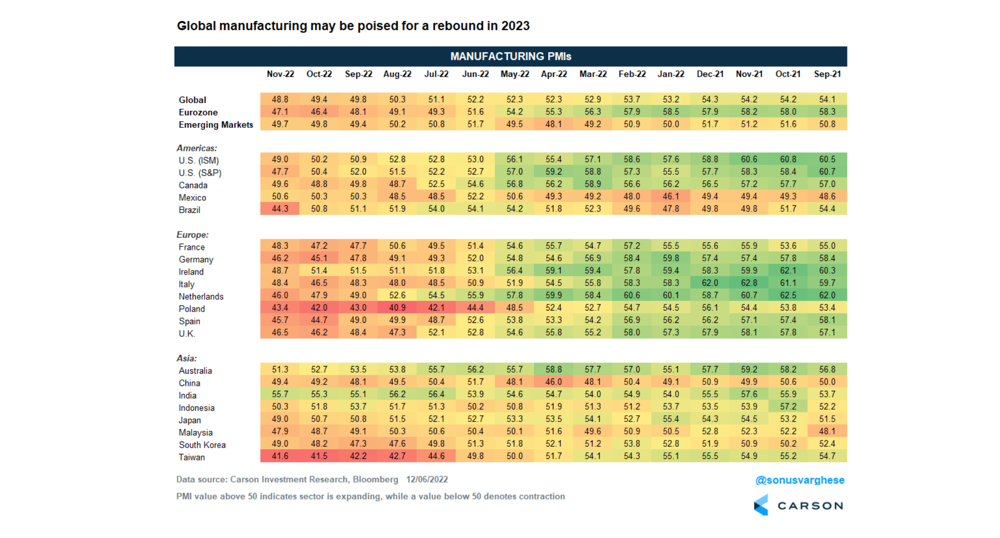 Global manufacturing may be poised for a rebound in 2023
MANUFACTURING PMIs
Nov-22 Oct-22 Sep-22 Aug-22 Jul-22 Jun-22 May-22 Apr-22 Mar-22 Feb-22 Jan-22 Dec-21 Nov-21 Oct-21 Sep-21
Global 48.8 49.4 49.8 50.3 51.1 52.2 52.3 52.3 52.9 53.7 53.2 54.3 54.2 54.2 54.1
Eurozone 47.1 46.4 48.1 49.1 49.3 51.6 54.2 55.3 56.3 57.9 58.5 57.9 58.2 58.0 58.3
Emerging Markets 49.7 49.8 49.4 50.2 50.8 51.7 49.5 48.1 49.2 50.9 50.0 51.7 51.2 51.6 50.8
Americas:
U.S. (ISM) 49.0 50.2 50.9 52.8 52.8 53.0 56.1 55.4 57.1 58.6 57.6 58.8 60.6 60.8 60.5
U.S. (S&P) 47.7 50.4 52.0 51.5 52.2 52.7 57.0 59.2 58.8 57.3 55.5 57.7 58.3 58.4 60.7
Canada 49.6 48.8 49.8 48.7 52.5 54.6 56.8 56.2 58.9 56.6 56.2 56.5 57.2 57.7 57.0
Mexico 50.6 50.3 50.3 48.5 48.5 52.2 50.6 49.3 49.2 48.0 46.1 49.4 49.4 49.3 48.6
Brazil 44.3 50.8 51.1 51.9 54.0 54.1 54.2 51.8 52.3 49.6 47.8 49.8 49.8 51.7 54.4
Europe:
France 48.3 47.2 47.7 50.6 49.5 51.4 54.6 55.7 54.7 57.2 55.5 55.6 55.9 53.6 55.0
Germany 46.2 45.1 47.8 49.1 49.3 52.0 54.8 54.6 56.9 58.4 59.8 57.4 57.4 57.8 58.4
Ireland 48.7 51.4 51.5 51.1 51.8 53.1 56.4 59.1 59.4 57.8 59.4 58.3 59.9 62.1 60.3
Italy 48.4 46.5 48.3 48.0 48.5 50.9 51.9 54.5 55.8 58.3 58.3 62.0 62.8 61.1 59.7
Netherlands 46.0 47.9 49.0 52.6 54.5 55.9 57.8 59.9 58.4 60.6 60.1 58.7 60.7 62.5 62.0
Poland 43.4 42.0 43.0 40.9 42.1 44.4 48.5 52.4 52.7 54.7 54.5 56.1 54.4 53.8 53.4
Spain 45.7 44.7 49.0 49.9 48.7 52.6 53.8 53.3 54.2 56.9 56.2 56.2 57.1 57.4 58.1
U.K. 46.5 46.2 48.4 47.3 52.1 52.8 54.6 55.8 55.2 58.0 57.3 57.9 58.1 57.8 57.1
Asia:
Australia 51.3 52.7 53.5 53.8 55.7 56.2 55.7 58.8 57.7 57.0 55.1 57.7 59.2 58.2 56.8
China 49.4 49.2 48.1 49.5 50.4 51.7 48.1 46.0 48.1 50.4 49.1 50.9 49.9 50.6 50.0
India 55.7 55.3 55.1 56.2 56.4 53.9 54.6 54.7 54.0 54.9 54.0 55.5 57.6 55.9 53.7
Indonesia 50.3 51.8 53.7 51.7 51.3 50.2 50.8 51.9 51.3 51.2 53.7 53.5 53.9 57.2 52.2
Japan 49.0 50.7 50.8 51.5 52.1 52.7 53.3 53.5 54.1 52.7 55.4 54.3 54.5 53.2 51.5
Malaysia 47.9 48.7 49.1 50.3 50.6 50.4 50.1 51.6 49.6 50.9 50.5 52.8 52.3 52.2 48.1
South Korea 49.0 48.2 47.3 47.6 49.8 51.3 51.8 52.1 51.2 53.8 52.8 51.9 50.9 50.2 52.4
Taiwan 41.6 41.5 42.2 42.7 44.6 49.8 50.0 51.7 54.1 54.3 55.1 55.5 54.9 55.2 54.7
Data source: Carson Investment Research, Bloomberg 12/06/2022
@sonusvarghese
PMI value above 50 indicates sector is expanding, while a value below 50 denotes contraction
CARSON